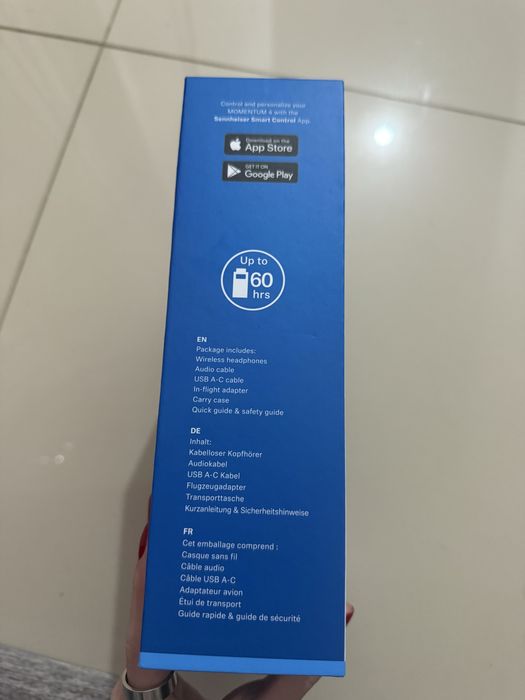 Control and personalize your
MOMENTUM 4 with the
Sennheiser Smart Control App
Download on the
App Store
GET IT ON
Google Play
Up to
60
hrs
EN
Package includes:
Wireless headphones
Audio cable
USB A-C cable
In-flight adapter
Carry case
Quick guide & safety guide
DE
Inhalt:
Kabelloser Kopfhörer
Audiokabel
USB A-C Kabel
Flugzeugadapter
Transporttasche
Kurzanleitung & Sicherheitshinweise
FR
Cet emballage comprend :
Casque sans fil
Câble audio
Câble USB A-C
Adaptateur avion
Étui de transport
Guide rapide & guide de sécurité